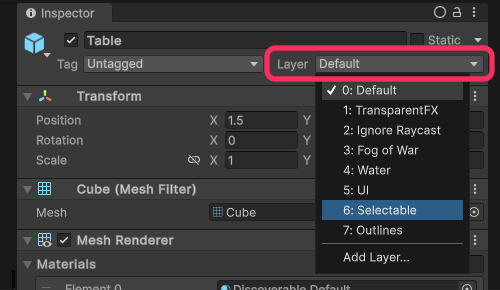 Inspector
Table
Static
Tag Untagged Layer Default
Transform
0: Default
Position X 1.5 Y
1: TransparentFX
Rotation X 0 Y
2: Ignore Raycast
Scale X 1 Y
3: Fog of War
4: Water
Cube (Mesh Filter)
5: UI
Mesh Cube
6: Selectable
7: Outlines
Mesh Renderer
Add Layer...
Materials
Element 0 Discoverable Default